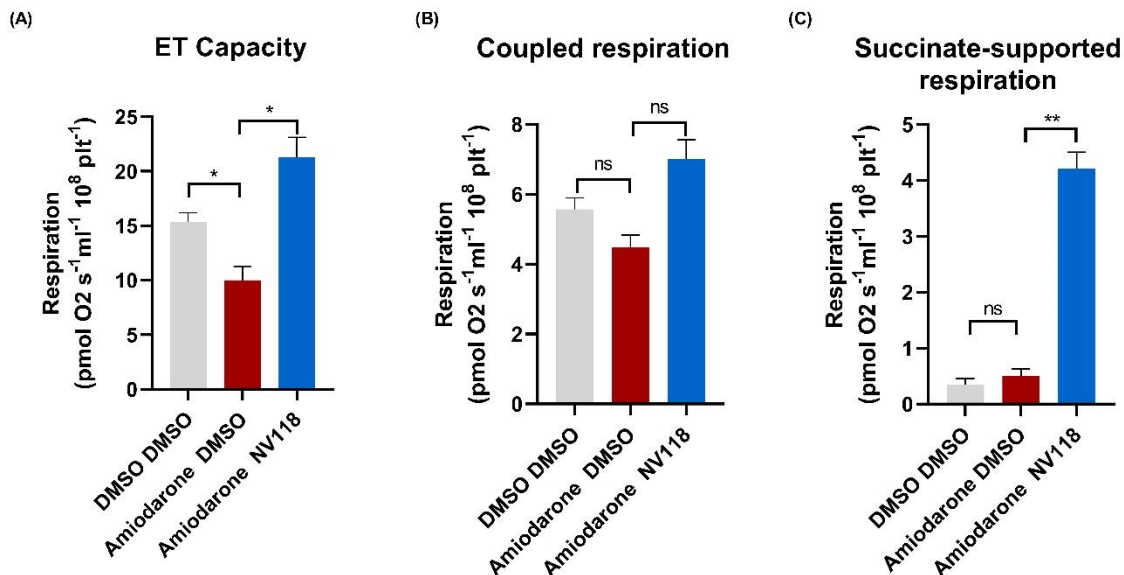 (A)
ET Capacity
Respiration
(pmol O2 s⁻¹ml⁻¹ 10⁸ plt⁻¹)
25
20
15
10
5
0
*
*
DMSO DMSO
Amiodarone DMSO
Amiodarone NV118
(B)
Coupled respiration
Respiration
(pmol O2 s⁻¹ml⁻¹ 10⁸ plt⁻¹)
8
6
4
2
0
ns
ns
DMSO DMSO
Amiodarone DMSO
Amiodarone NV118
(C)
Succinate-supported
respiration
Respiration
(pmol O2 s⁻¹ml⁻¹ 10⁸ plt⁻¹)
5
4
3
2
1
0
**
ns
DMSO DMSO
Amiodarone DMSO
Amiodarone NV118